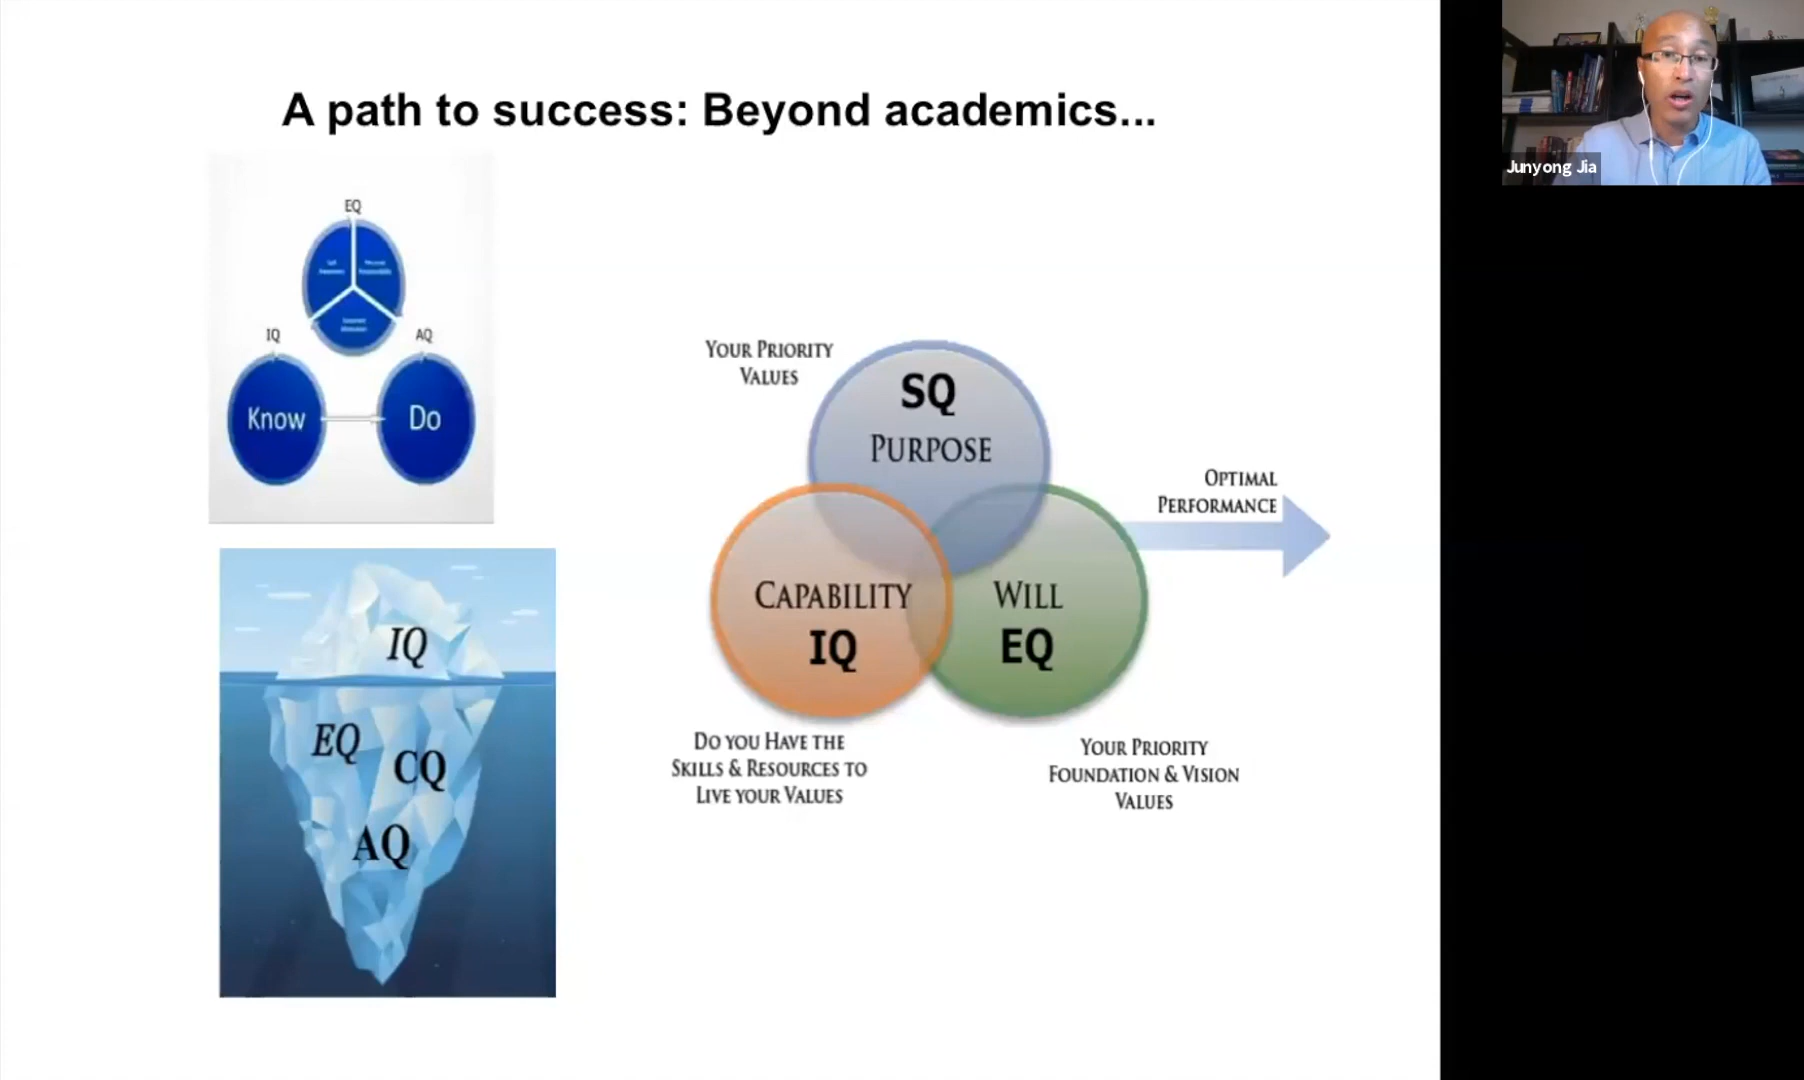 A path to success: Beyond academics...
EQ
IQ
AQ
Know
Do
IQ
EQ
CQ
AQ
YOUR PRIORITY
VALUES
SQ
PURPOSE
CAPABILITY
IQ
WILL
EQ
OPTIMAL
PERFORMANCE
DO YOU HAVE THE
SKILLS & RESOURCES TO
LIVE YOUR VALUES
YOUR PRIORITY
FOUNDATION & VISION
VALUES
Junyong Jia